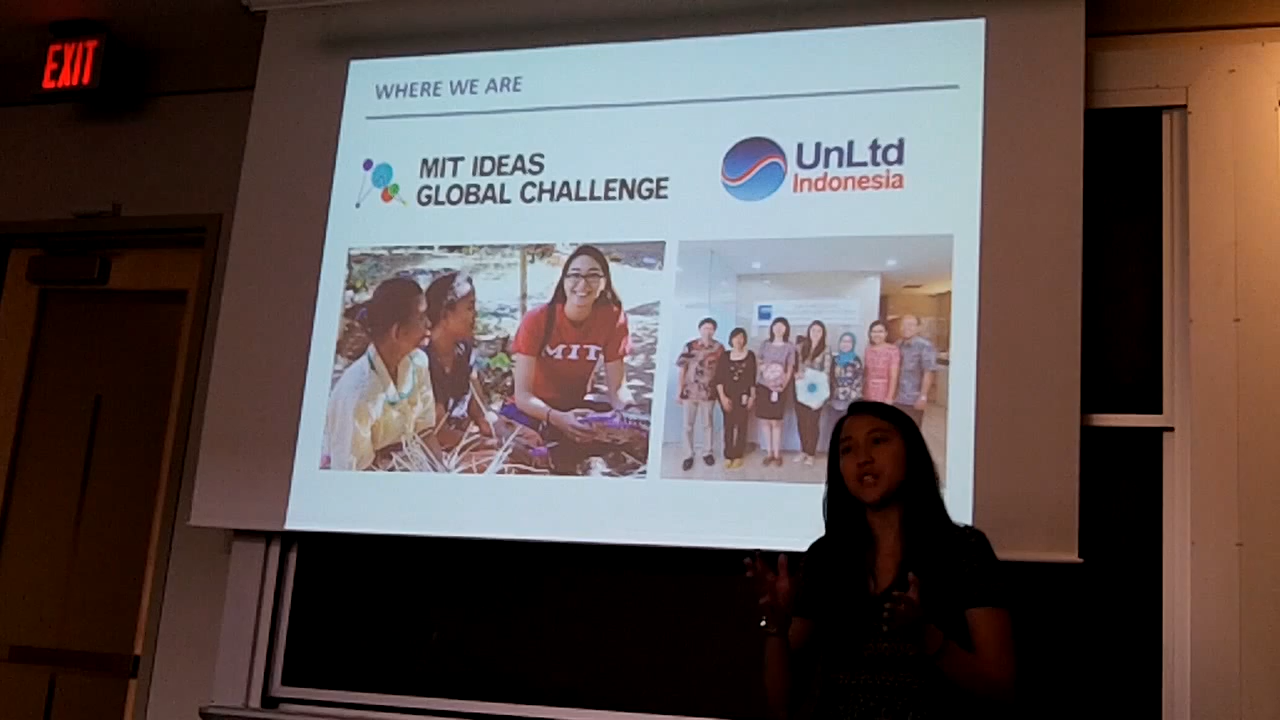 EXIT
WHERE WE ARE
MIT IDEAS
GLOBAL CHALLENGE
UnLtd
Indonesia
MIT